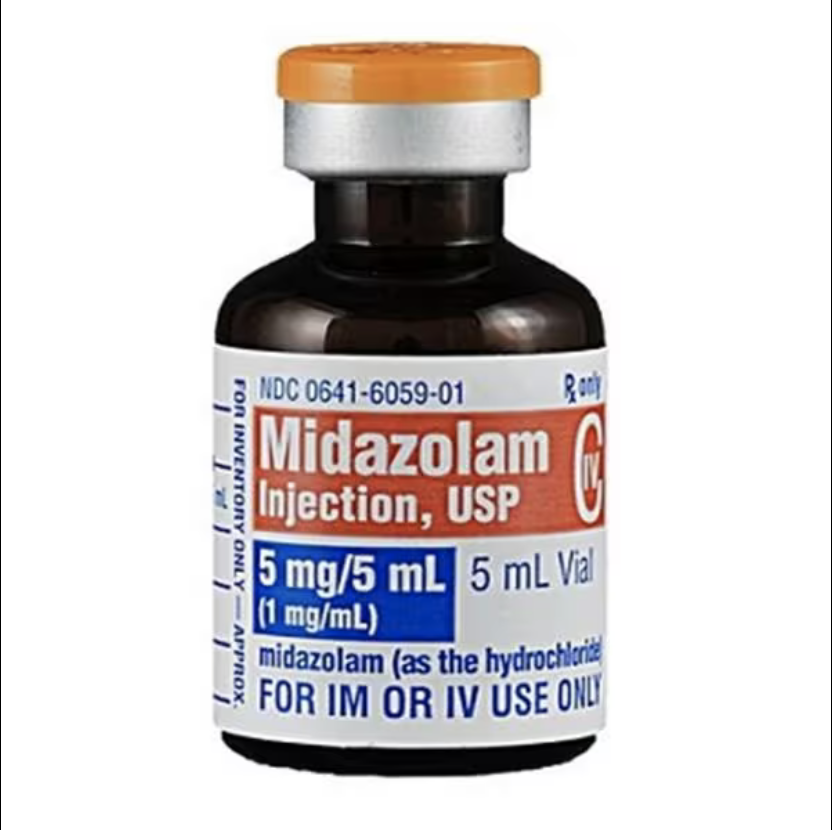 NDC 0641-6059-01
℞ only
Midazolam
Injection, USP
CIV
5 mg/5 mL
5 mL Vial
(1 mg/mL)
midazolam (as the hydrochloride)
FOR IM OR IV USE ONLY
FOR INVENTORY ONLY — APPROX.
mL